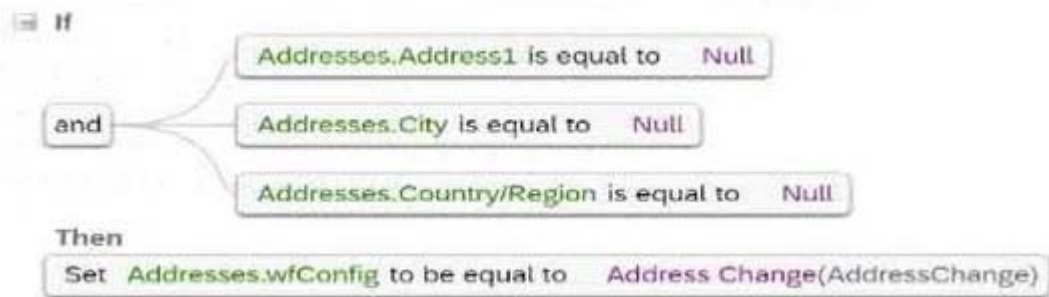 If
Addresses.Address1 is equal to Null
and
Addresses.City is equal to Null
Addresses.Country/Region is equal to Null
Then
Set Addresses.wfConfig to be equal to Address Change(AddressChange)